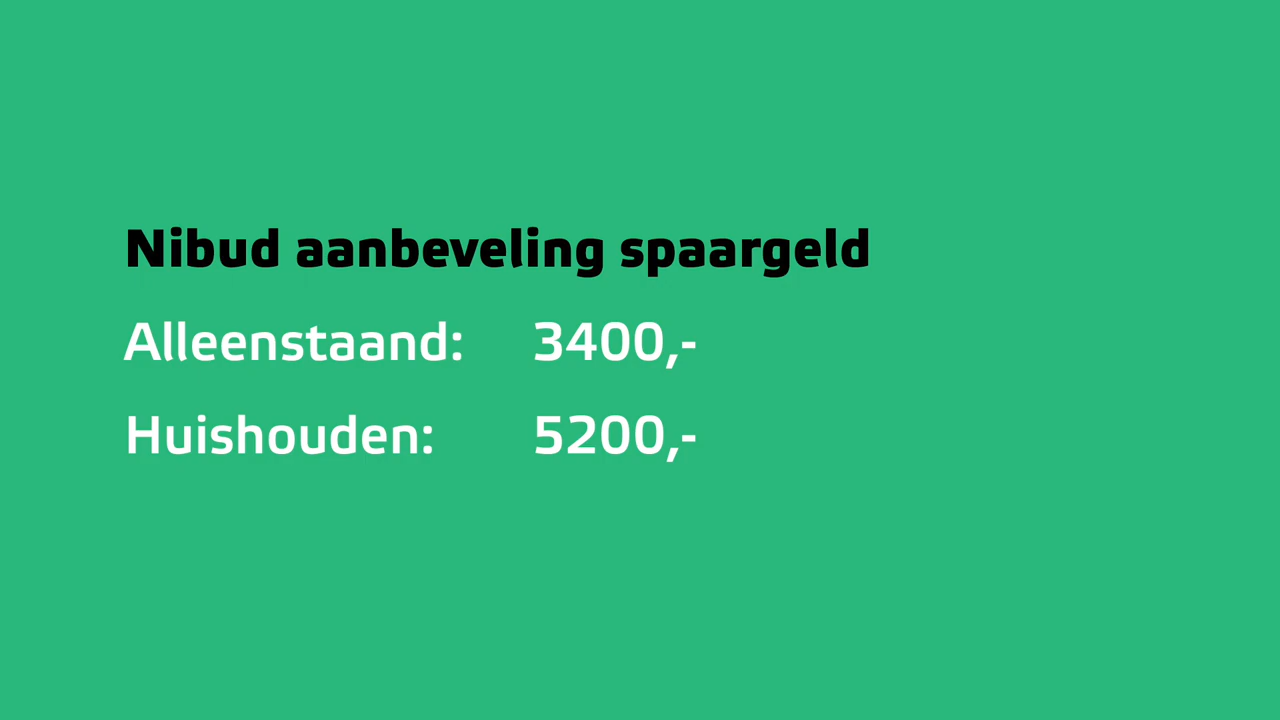 Nibud aanbeveling spaargeld
Alleenstaand: 3400,-
Huishouden: 5200,-